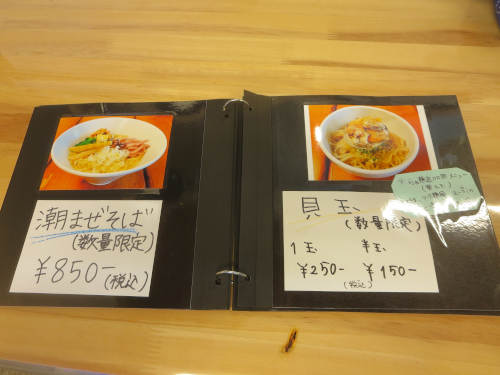 潮まぜそば
(数量限定)
¥850-(税込)
貝玉
(数量限定)
1玉 半玉
¥250- ¥150-
(税込)